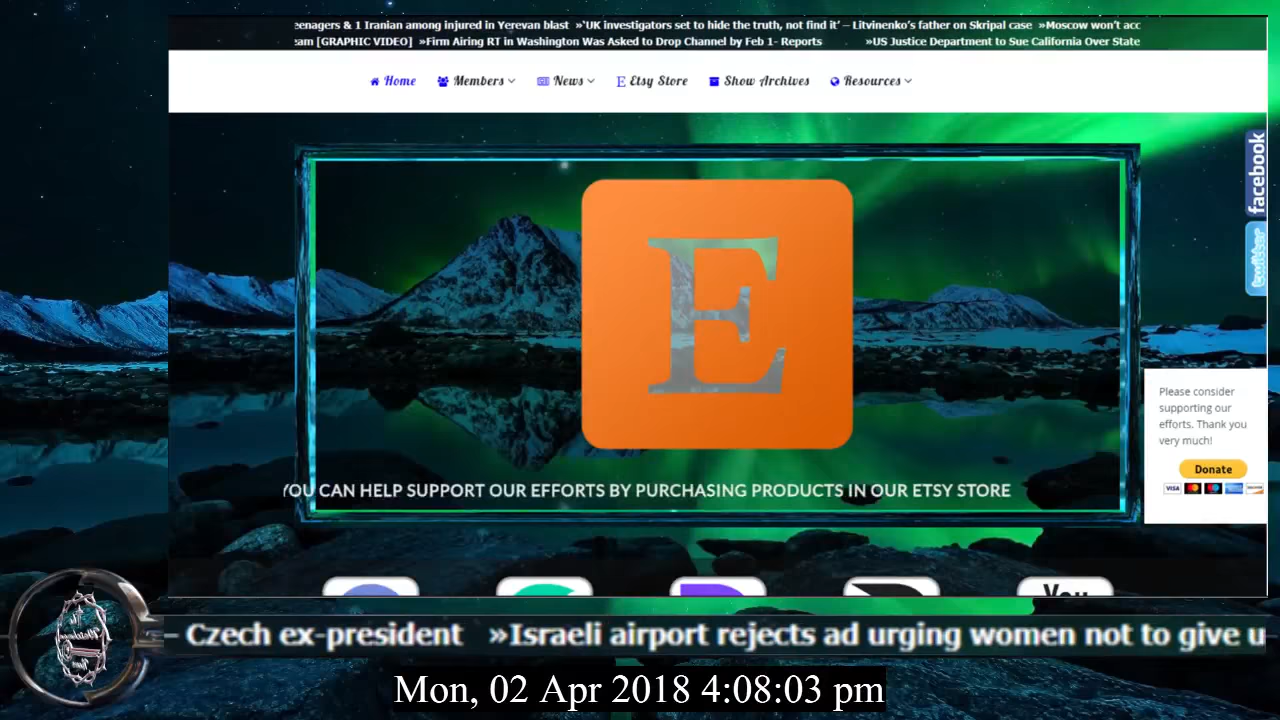 eenagers & 1 Iranian among injured in Yerevan blast »'UK investigators set to hide the truth, not find it' – Litvinenko's father on Skripal case »Moscow won't acc
eam [GRAPHIC VIDEO] »Firm Airing RT in Washington Was Asked to Drop Channel by Feb 1- Reports »US Justice Department to Sue California Over State
Home Members News E Etsy Store Show Archives Resources
facebook
twitter
E
Please consider
supporting our
efforts. Thank you
very much!
Donate
VISA
YOU CAN HELP SUPPORT OUR EFFORTS BY PURCHASING PRODUCTS IN OUR ETSY STORE
You
– Czech ex-president »Israeli airport rejects ad urging women not to give u
Mon, 02 Apr 2018 4:08:03 pm